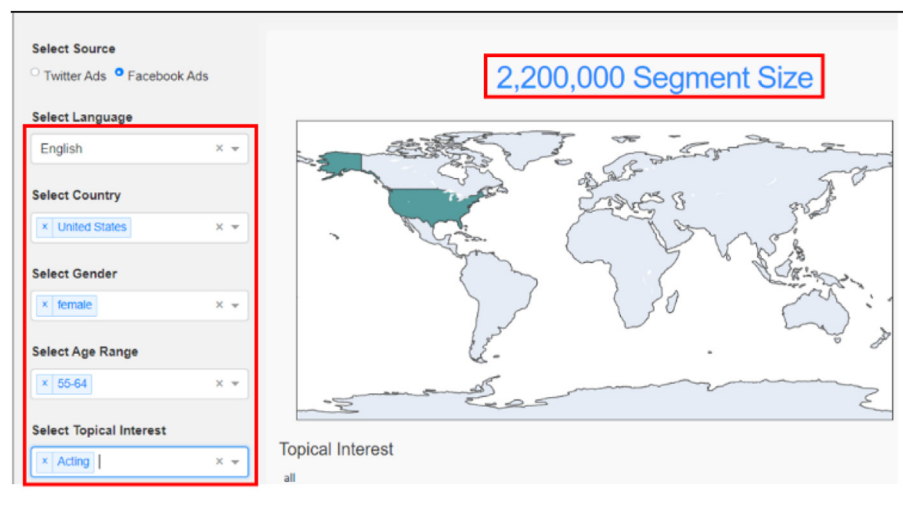 Select Source
Twitter Ads Facebook Ads
2,200,000 Segment Size
Select Language
English × 
Select Country
× United States ×
Select Gender
× female ×
Select Age Range
× 55-64 ×
Select Topical Interest
× Acting ×
Topical Interest
all